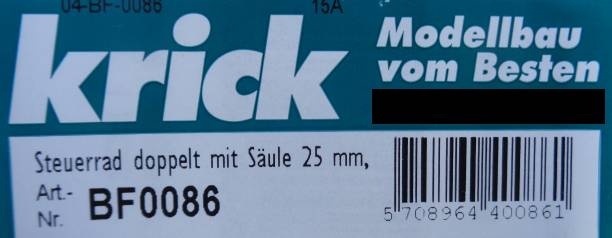 04-BF-0086 15A
krick
Modellbau
vom Besten
Steuerrad doppelt mit Säule 25 mm,
Art.-
Nr. BF0086
5 708964 400861